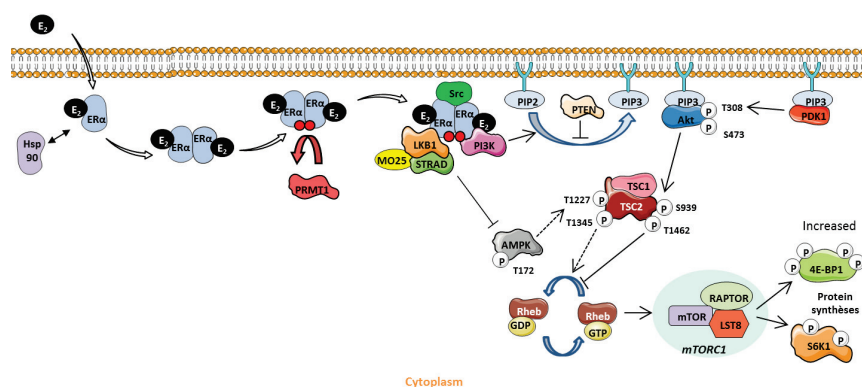 E2
E2
ERα
Hsp
90
ERα
ERα
E2
E2
ERα
ERα
E2
PRMT1
Src
E2
ERα
ERα
E2
LKB1
MO25
STRAD
PI3K
PIP2
PTEN
PIP3
PIP3
Akt
P
T308
P
S473
PIP3
PDK1
TSC1
TSC2
T1227
P
T1345
P
P
S939
P
T1462
AMPK
P
T172
Rheb
GDP
Rheb
GTP
RAPTOR
mTOR
LST8
mTORC1
Increased
P
P
P
P
4E-BP1
Protein
synthèses
P
P
S6K1
Cytoplasm